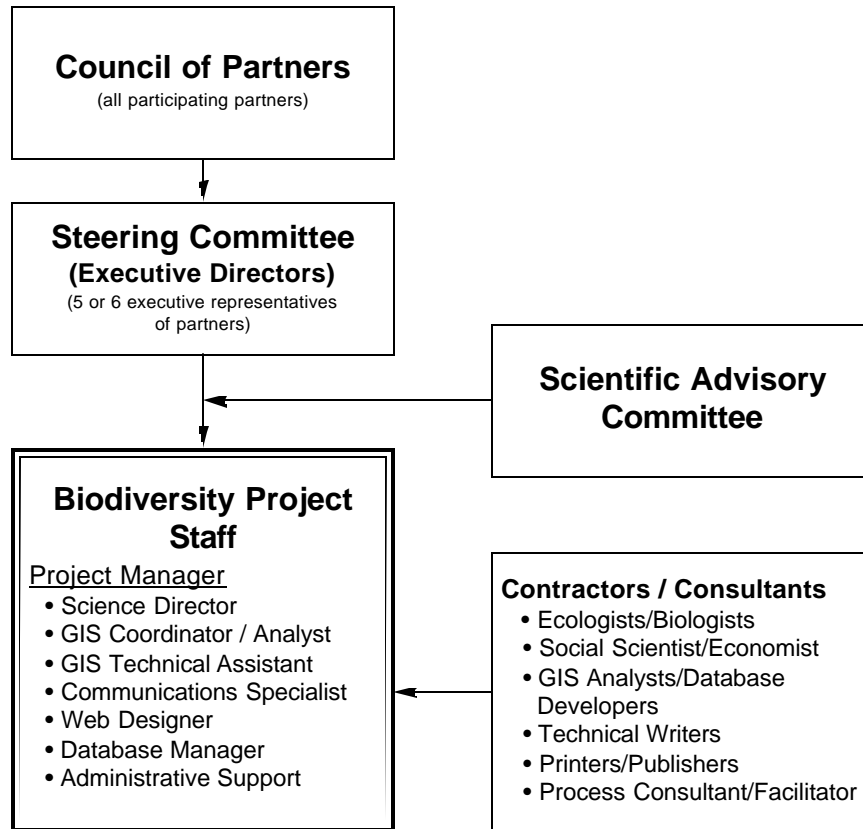 Council of Partners
(all participating partners)
Steering Committee
(Executive Directors)
(5 or 6 executive representatives
of partners)
Scientific Advisory
Committee
Biodiversity Project
Staff
Project Manager
• Science Director
• GIS Coordinator / Analyst
• GIS Technical Assistant
• Communications Specialist
• Web Designer
• Database Manager
• Administrative Support
Contractors / Consultants
• Ecologists/Biologists
• Social Scientist/Economist
• GIS Analysts/Database
Developers
• Technical Writers
• Printers/Publishers
• Process Consultant/Facilitator